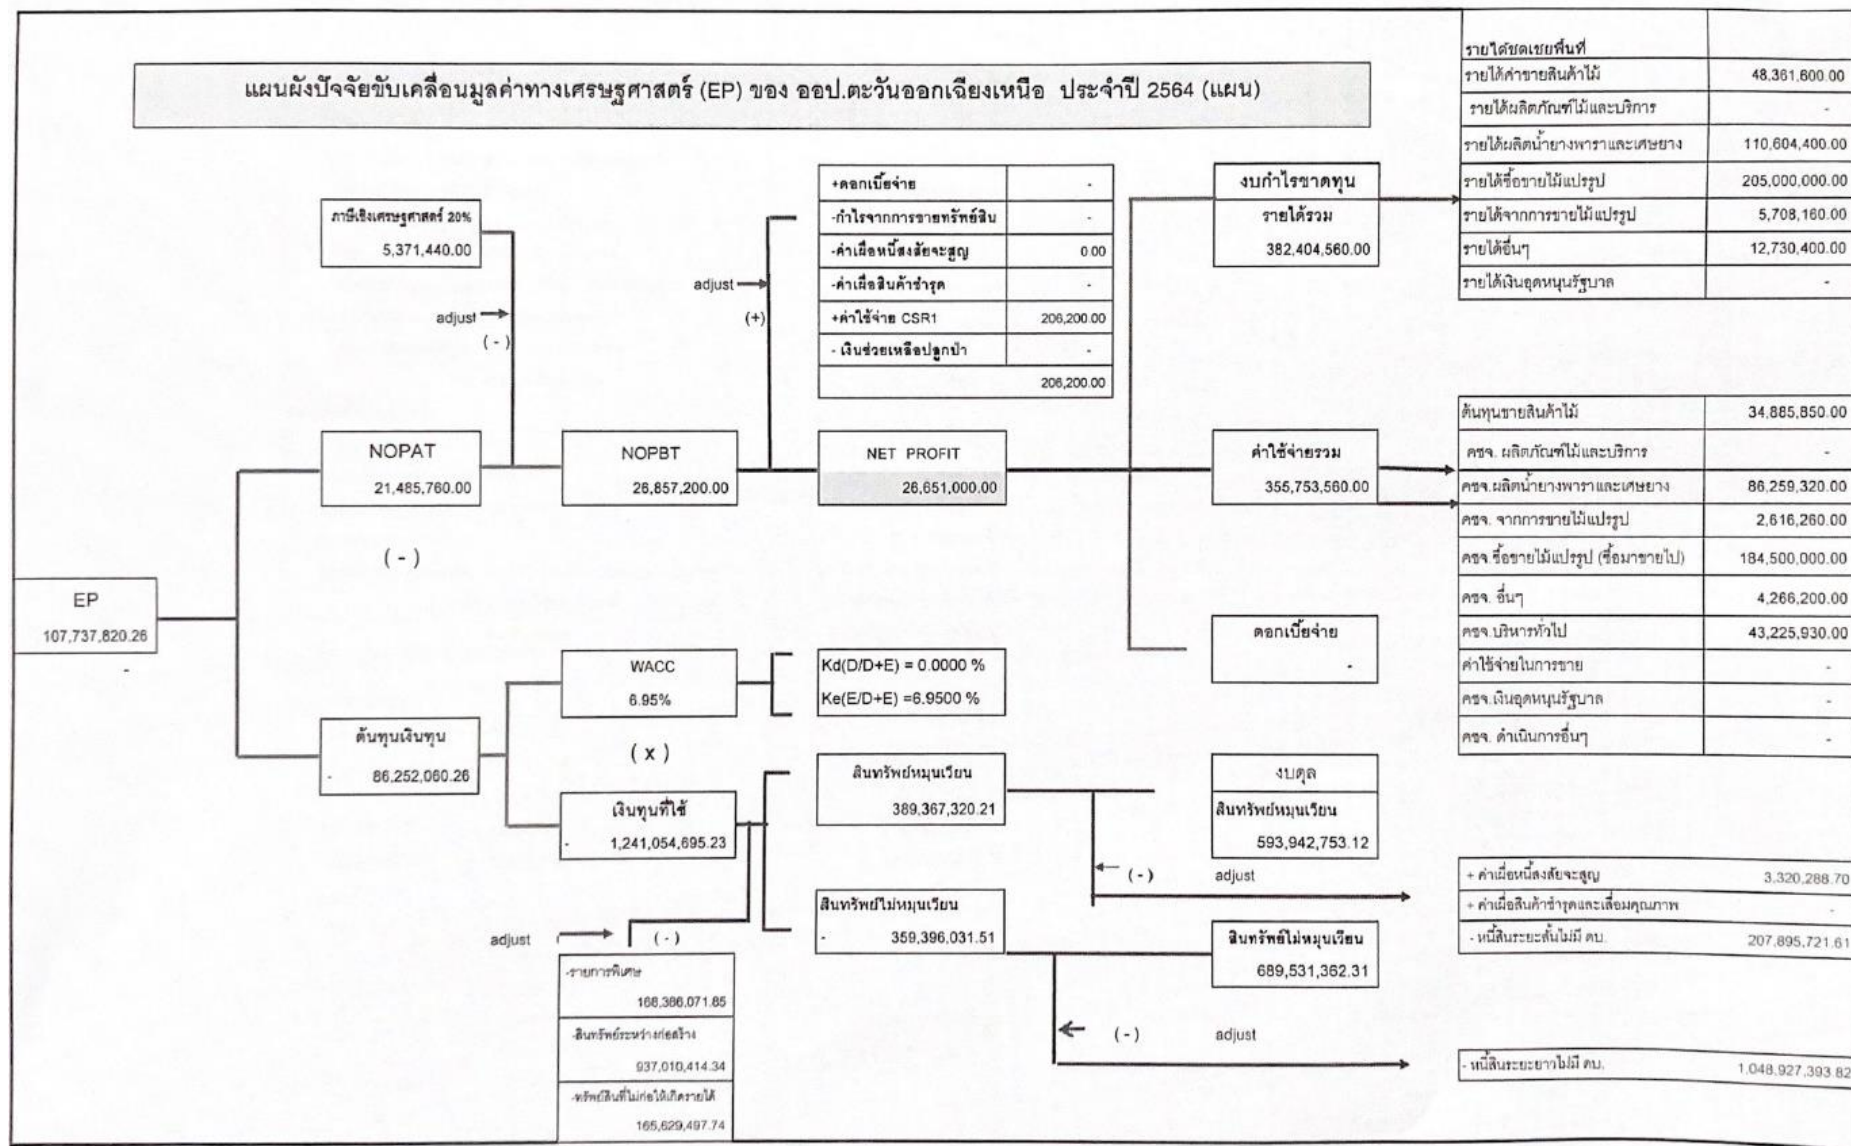 แผนผังปัจจัยขับเคลื่อนมูลค่าทางเศรษฐศาสตร์ (EP) ของ ออป.ตะวันออกเฉียงเหนือ ประจำปี 2564 (แผน)
รายได้ชดเชยพื้นที่
รายได้ค่าขายสินค้าไม้ 48,361,600.00
รายได้ผลิตภัณฑ์ไม้และบริการ -
รายได้ผลิตน้ำยางพาราและเศษยาง 110,604,400.00
รายได้ซื้อขายไม้แปรรูป 205,000,000.00
รายได้จากการขายไม้แปรรูป 5,708,160.00
รายได้อื่นๆ 12,730,400.00
รายได้เงินอุดหนุนรัฐบาล -
งบกำไรขาดทุน
รายได้รวม
382,404,560.00
+ดอกเบี้ยจ่าย -
-กำไรจากการขายทรัพย์สิน -
-ค่าเผื่อหนี้สงสัยจะสูญ 0.00
-ค่าเผื่อสินค้าชำรุด -
+ค่าใช้จ่าย CSR1 206,200.00
- เงินช่วยเหลือปลูกป่า -
206,200.00
adjust
(+)
ภาษีเชิงเศรษฐศาสตร์ 20%
5,371,440.00
adjust
(-)
NOPAT
21,485,760.00
NOPBT
26,857,200.00
NET PROFIT
26,651,000.00
ค่าใช้จ่ายรวม
355,753,560.00
ต้นทุนขายสินค้าไม้ 34,885,850.00
คชจ. ผลิตภัณฑ์ไม้และบริการ -
คชจ.ผลิตน้ำยางพาราและเศษยาง 86,259,320.00
คชจ. จากการขายไม้แปรรูป 2,616,260.00
คชจ.ซื้อขายไม้แปรรูป (ซื้อมาขายไป) 184,500,000.00
คชจ. อื่นๆ 4,266,200.00
คชจ.บริหารทั่วไป 43,225,930.00
ค่าใช้จ่ายในการขาย -
คชจ.เงินอุดหนุนรัฐบาล -
คชจ. ดำเนินการอื่นๆ -
(-)
EP
107,737,820.26
-
ดอกเบี้ยจ่าย
-
WACC
6.95%
Kd(D/D+E) = 0.0000 %
Ke(E/D+E) =6.9500 %
(x)
ต้นทุนเงินทุน
- 86,252,060.26
เงินทุนที่ใช้
- 1,241,054,695.23
สินทรัพย์หมุนเวียน
389,367,320.21
งบดุล
สินทรัพย์หมุนเวียน
593,942,753.12
(-) adjust
+ ค่าเผื่อหนี้สงสัยจะสูญ 3,320,288.70
+ ค่าเผื่อสินค้าชำรุดและเสื่อมคุณภาพ -
- หนี้สินระยะสั้นไม่มี ดบ. 207,895,721.61
สินทรัพย์ไม่หมุนเวียน
- 359,396,031.51
สินทรัพย์ไม่หมุนเวียน
689,531,362.31
adjust (-)
-รายการพิเศษ
168,386,071.85
-สินทรัพย์ระหว่างก่อสร้าง
937,010,414.34
-ทรัพย์สินที่ไม่ก่อให้เกิดรายได้
165,629,497.74
(-) adjust
- หนี้สินระยะยาวไม่มี ดบ. 1,048,927,393.82